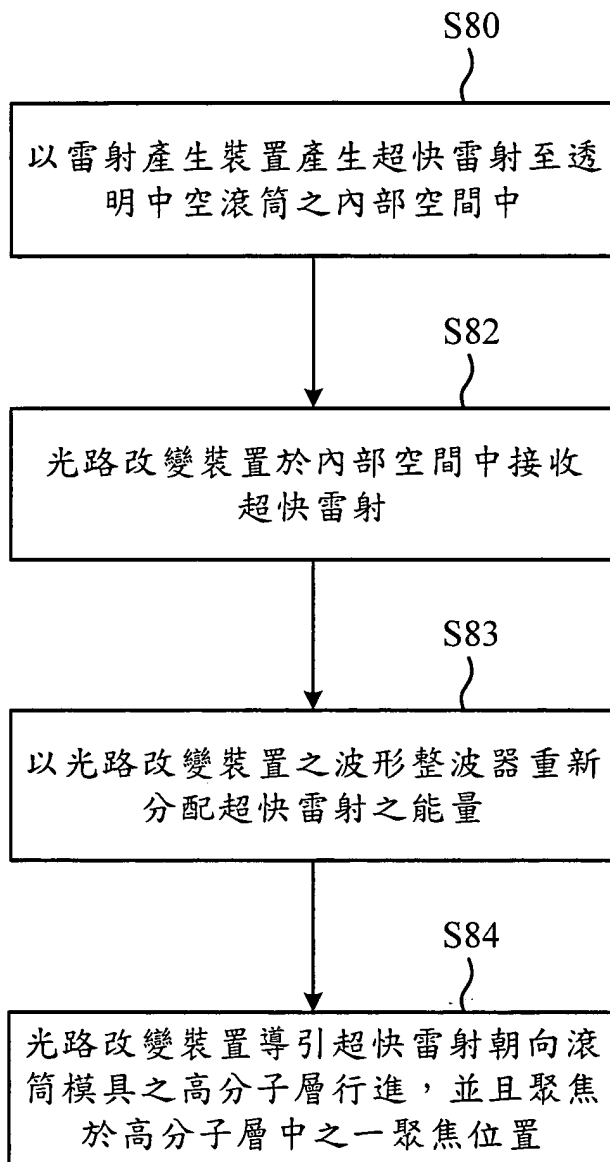 S80
以雷射產生裝置產生超快雷射至透
明中空滾筒之內部空間中
S82
光路改變裝置於內部空間中接收
超快雷射
S83
以光路改變裝置之波形整波器重新
分配超快雷射之能量
S84
光路改變裝置導引超快雷射朝向滾
筒模具之高分子層行進，並且聚焦
於高分子層中之一聚焦位置